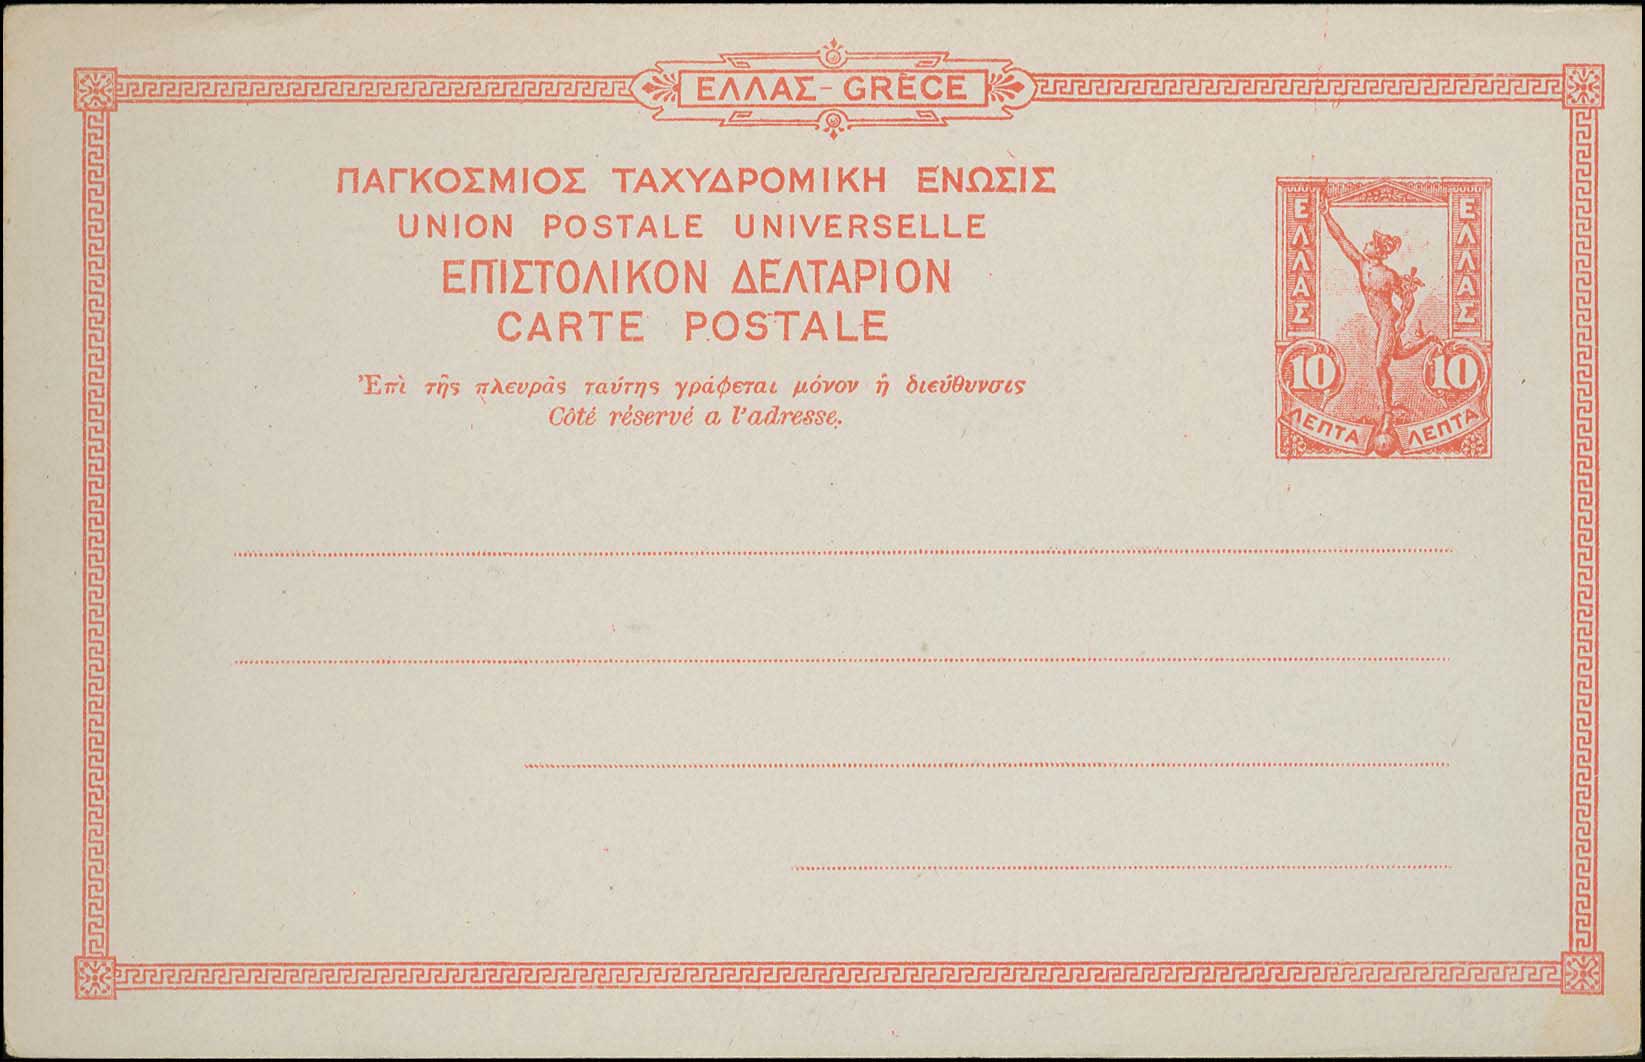 ΕΛΛΑΣ - GRÈCE
ΠΑΓΚΟΣΜΙΟΣ ΤΑΧΥΔΡΟΜΙΚΗ ΕΝΩΣΙΣ
UNION POSTALE UNIVERSELLE
ΕΠΙΣΤΟΛΙΚΟΝ ΔΕΛΤΑΡΙΟΝ
CARTE POSTALE
Ἐπὶ τῆς πλευρᾶς ταύτης γράφεται μόνον ἡ διεύθυνσις
Côté réservé a l'adresse.
ΕΛΛΑΣ ΕΛΛΑΣ
10 10
ΛΕΠΤΑ ΛΕΠΤΑ